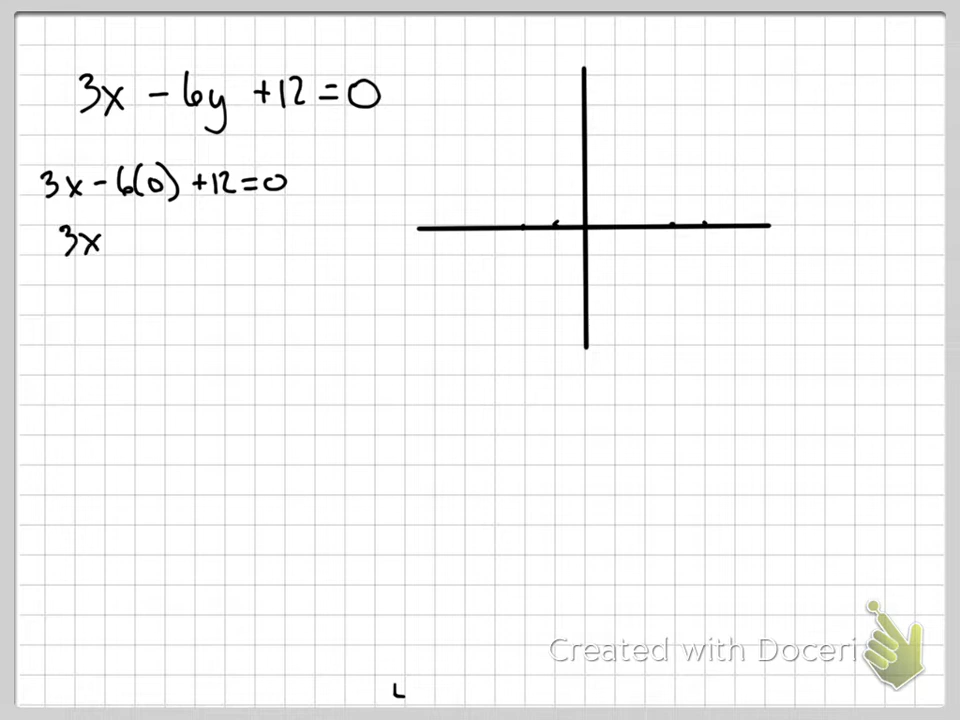 3x - 6y + 12 = 0
3x - 6(0) + 12 = 0
3x
Created with Doceri